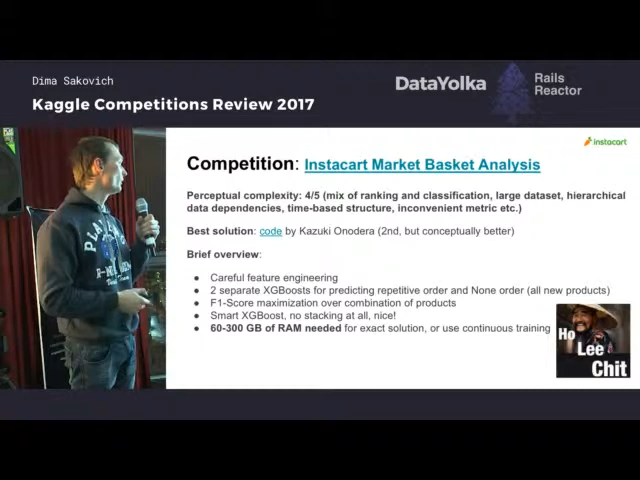 Dima Sakovich
Kaggle Competitions Review 2017
DataYolka
Rails
Reactor
instacart
Competition: Instacart Market Basket Analysis
Perceptual complexity: 4/5 (mix of ranking and classification, large dataset, hierarchical
data dependencies, time-based structure, inconvenient metric etc.)
Best solution: code by Kazuki Onodera (2nd, but conceptually better)
Brief overview:
● Careful feature engineering
● 2 separate XGBoosts for predicting repetitive order and None order (all new products)
● F1-Score maximization over combination of products
● Smart XGBoost, no stacking at all, nice!
● 60-300 GB of RAM needed for exact solution, or use continuous training
Ho
Lee
Chit